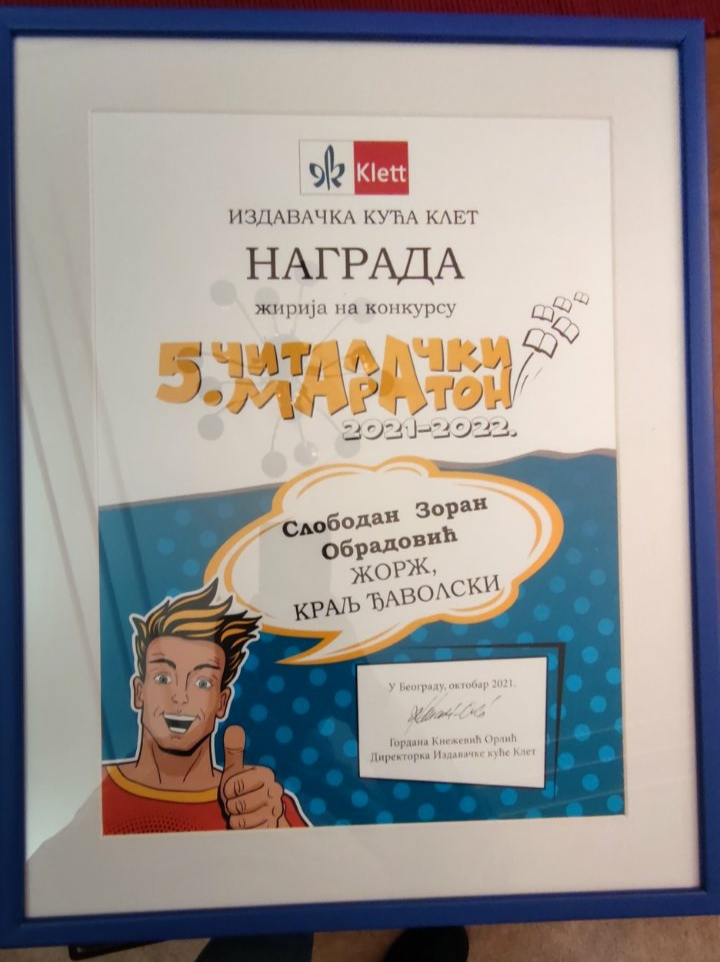 Klett
ИЗДАВАЧКА КУЋА КЛЕТ
НАГРАДА
жирија на конкурсу
5. ЧИТАЛАЧКИ
МАРАТОН
2021-2022.
Слободан Зоран
Обрадовић
ЖОРЖ,
КРАЉ ЂАВОЛСКИ
У Београду, октобар 2021.
Гордана Кнежевић Орлић
Директорка Издавачке куће Клет